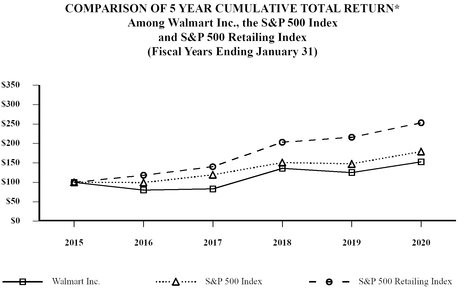 COMPARISON OF 5 YEAR CUMULATIVE TOTAL RETURN*
Among Walmart Inc., the S&P 500 Index
and S&P 500 Retailing Index
(Fiscal Years Ending January 31)
$350
$300
$250
$200
$150
$100
$50
$0
2015 2016 2017 2018 2019 2020
Walmart Inc. S&P 500 Index S&P 500 Retailing Index